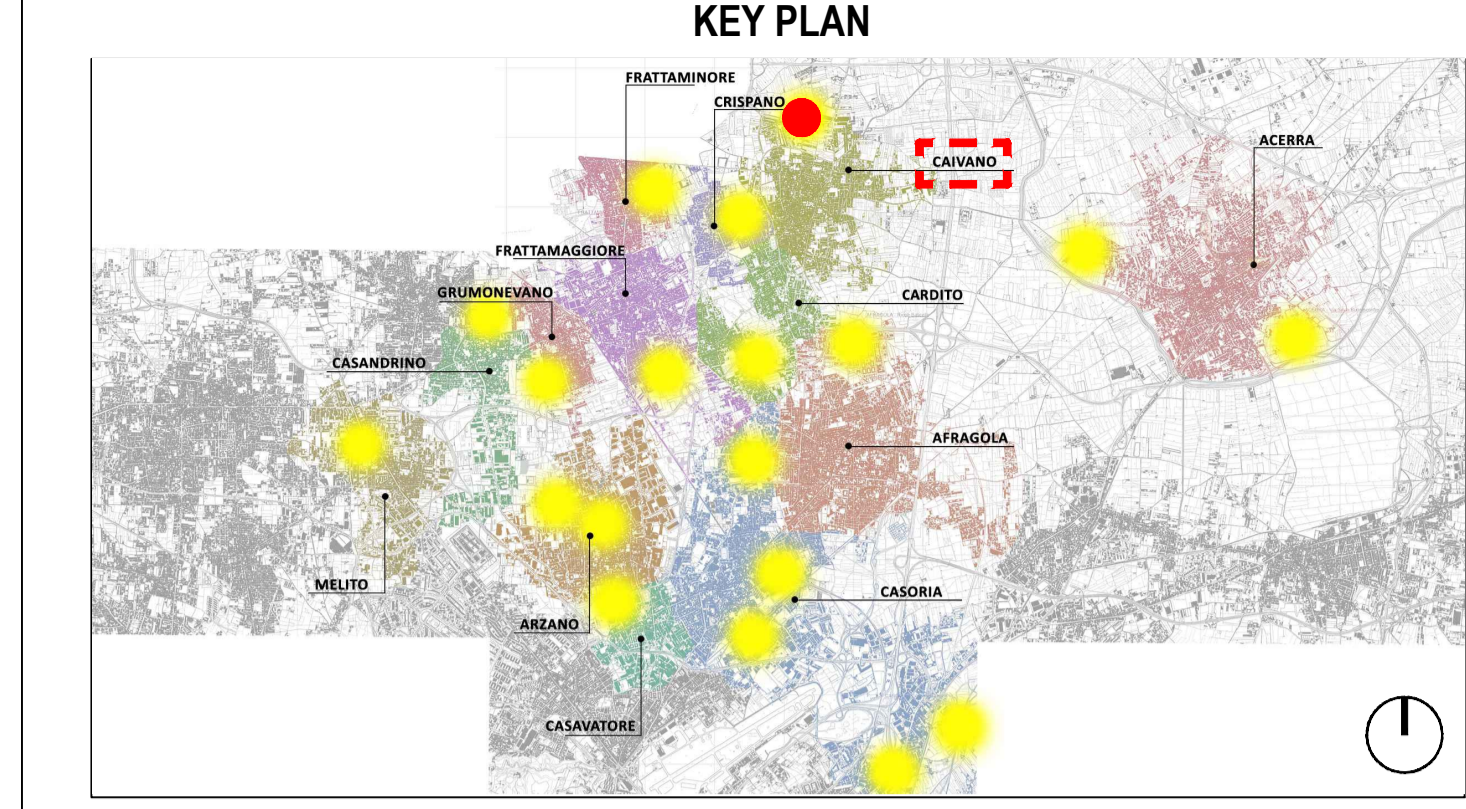 KEY PLAN
FRATTAMINORE
CRISPANO
ACERRA
CAIVANO
FRATTAMAGGIORE
GRUMONEVANO
CARDITO
CASANDRINO
AFRAGOLA
MELITO
CASORIA
ARZANO
CASAVATORE